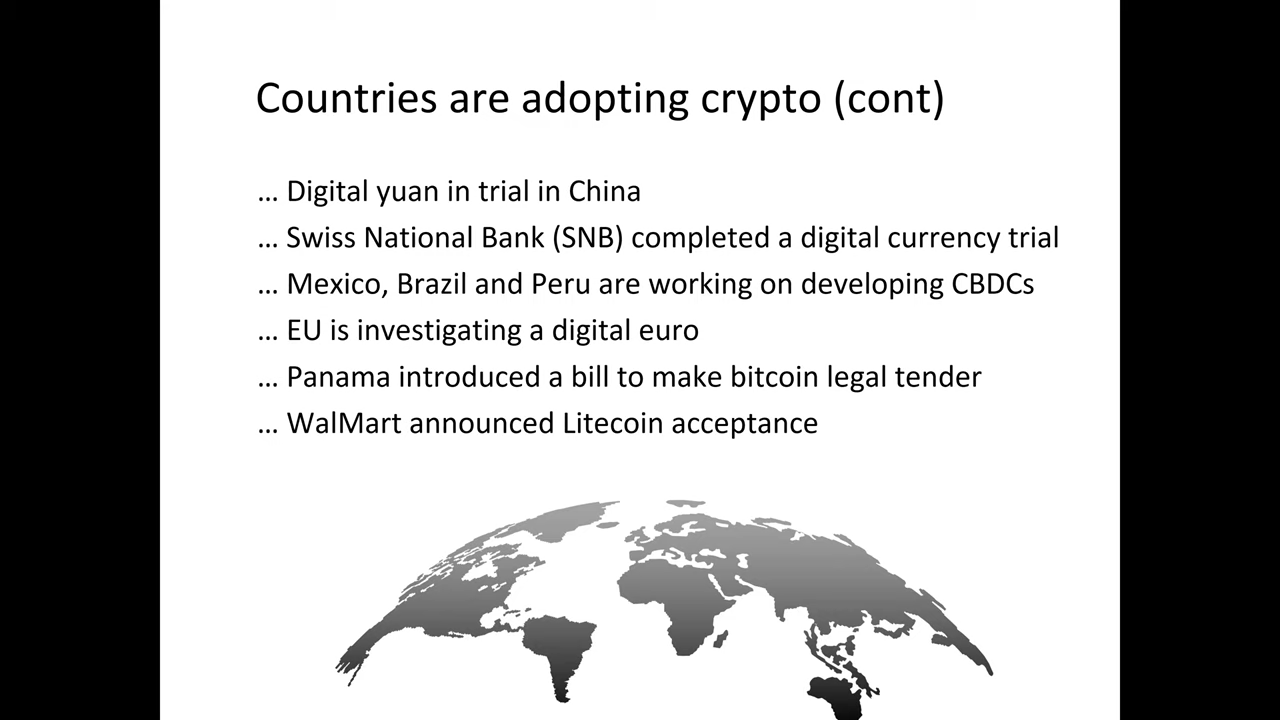 Countries are adopting crypto (cont)
... Digital yuan in trial in China
... Swiss National Bank (SNB) completed a digital currency trial
... Mexico, Brazil and Peru are working on developing CBDCs
... EU is investigating a digital euro
... Panama introduced a bill to make bitcoin legal tender
... WalMart announced Litecoin acceptance